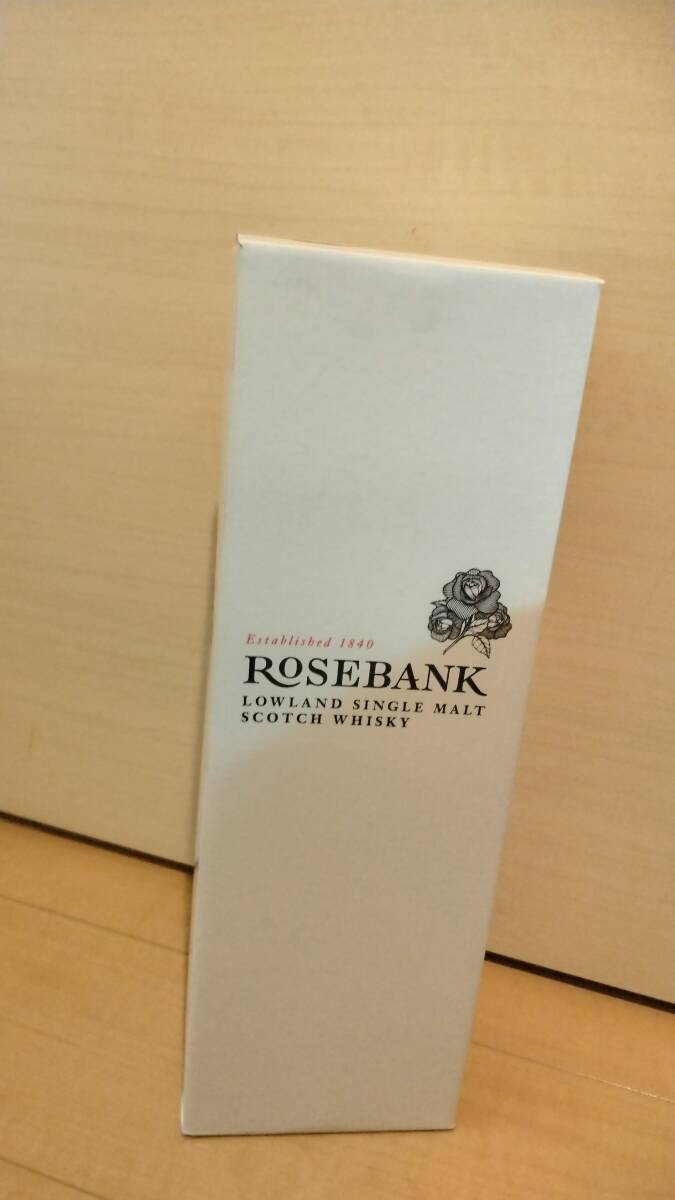 Established 1840
ROSEBANK
LOWLAND SINGLE MALT
SCOTCH WHISKY